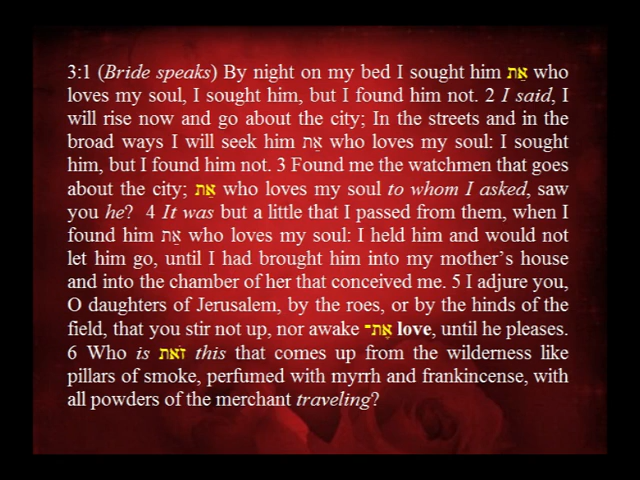 3:1 (Bride speaks) By night on my bed I sought him אֵת who
loves my soul, I sought him, but I found him not. 2 I said, I
will rise now and go about the city; In the streets and in the
broad ways I will seek him אֵת who loves my soul: I sought
him, but I found him not. 3 Found me the watchmen that goes
about the city; אֵת who loves my soul to whom I asked, saw
you he? 4 It was but a little that I passed from them, when I
found him אֵת who loves my soul: I held him and would not
let him go, until I had brought him into my mother’s house
and into the chamber of her that conceived me. 5 I adjure you,
O daughters of Jerusalem, by the roes, or by the hinds of the
field, that you stir not up, nor awake אֶת־ love, until he pleases.
6 Who is זֹאת this that comes up from the wilderness like
pillars of smoke, perfumed with myrrh and frankincense, with
all powders of the merchant traveling?